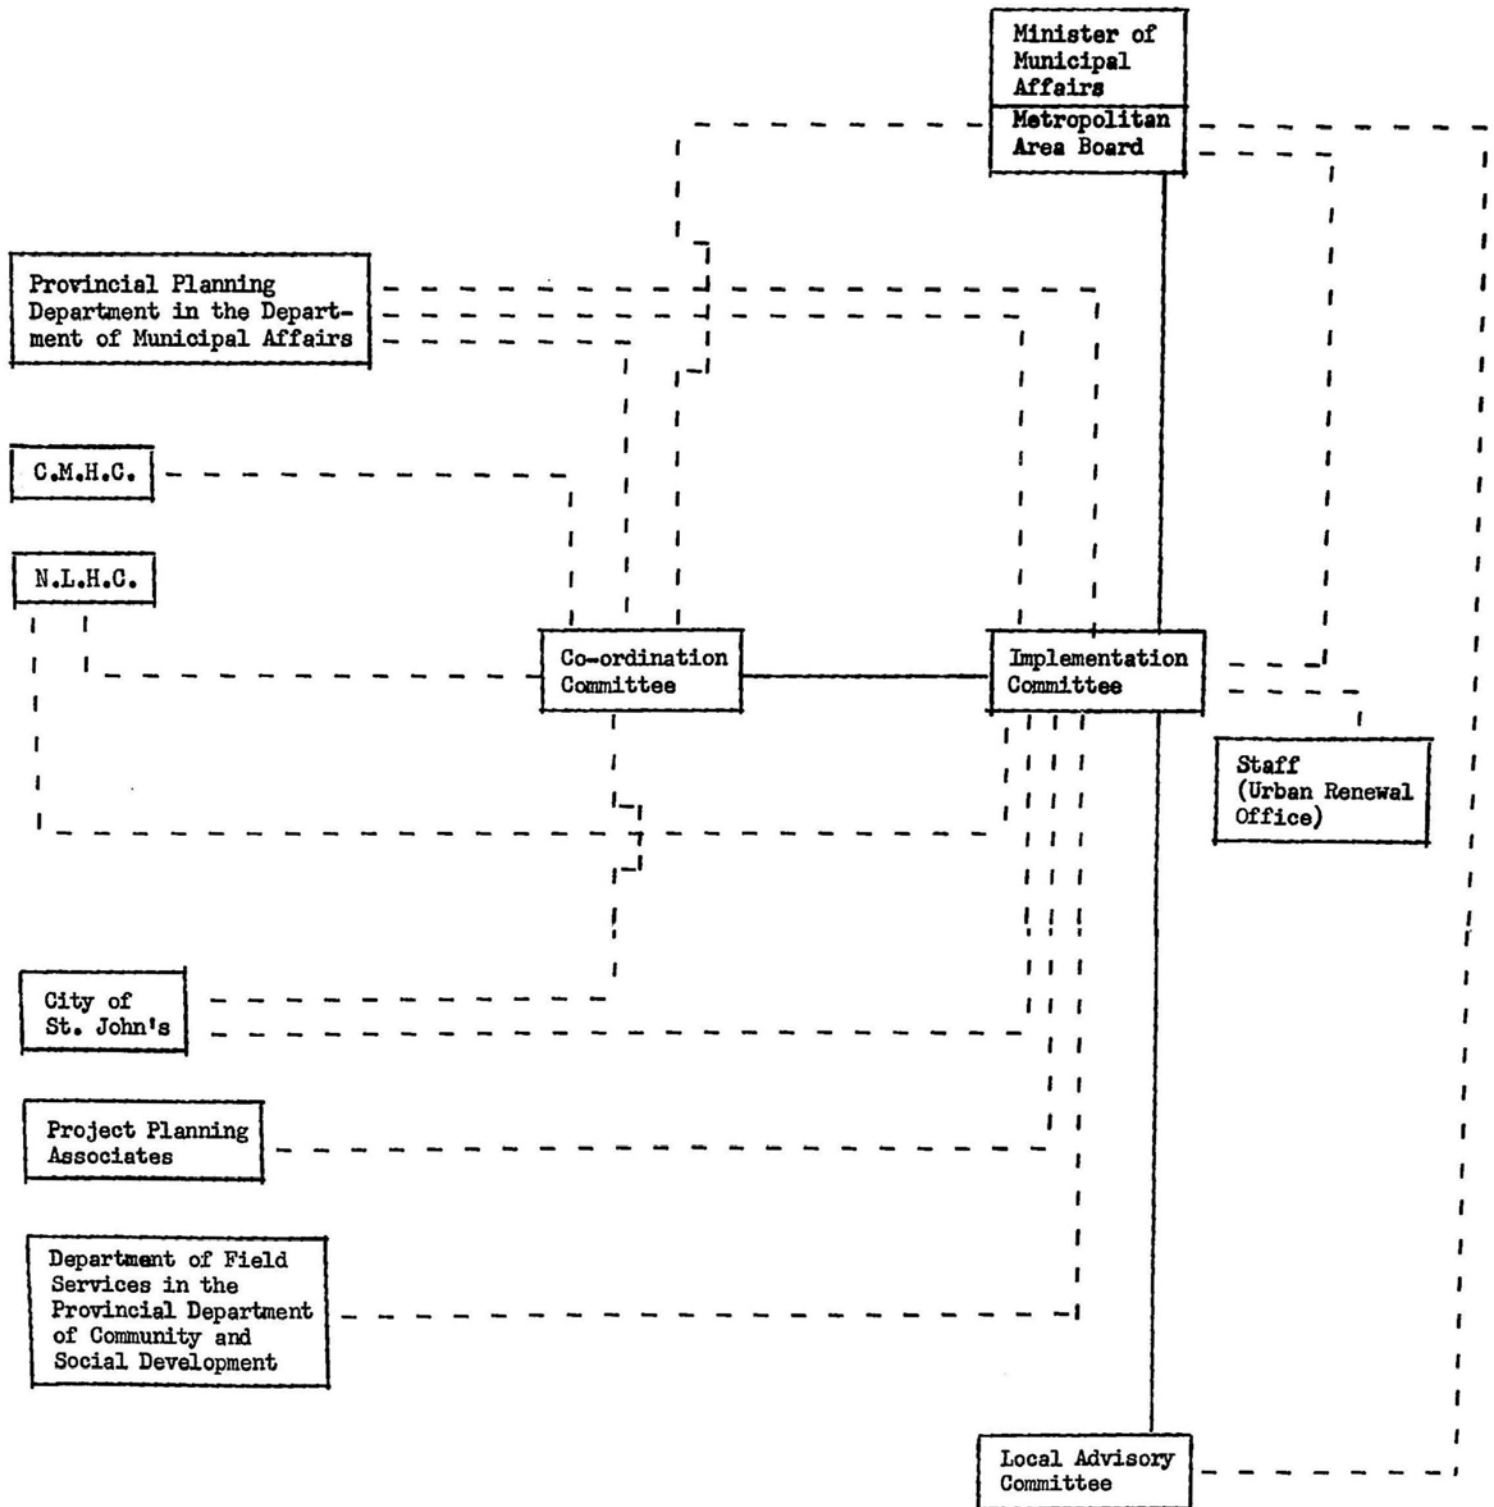 Minister of
Municipal
Affairs
Metropolitan
Area Board
Provincial Planning
Department in the Depart-
ment of Municipal Affairs
C.M.H.C.
N.L.H.C.
Co-ordination
Committee
Implementation
Committee
Staff
(Urban Renewal
Office)
City of
St. John's
Project Planning
Associates
Department of Field
Services in the
Provincial Department
of Community and
Social Development
Local Advisory
Committee